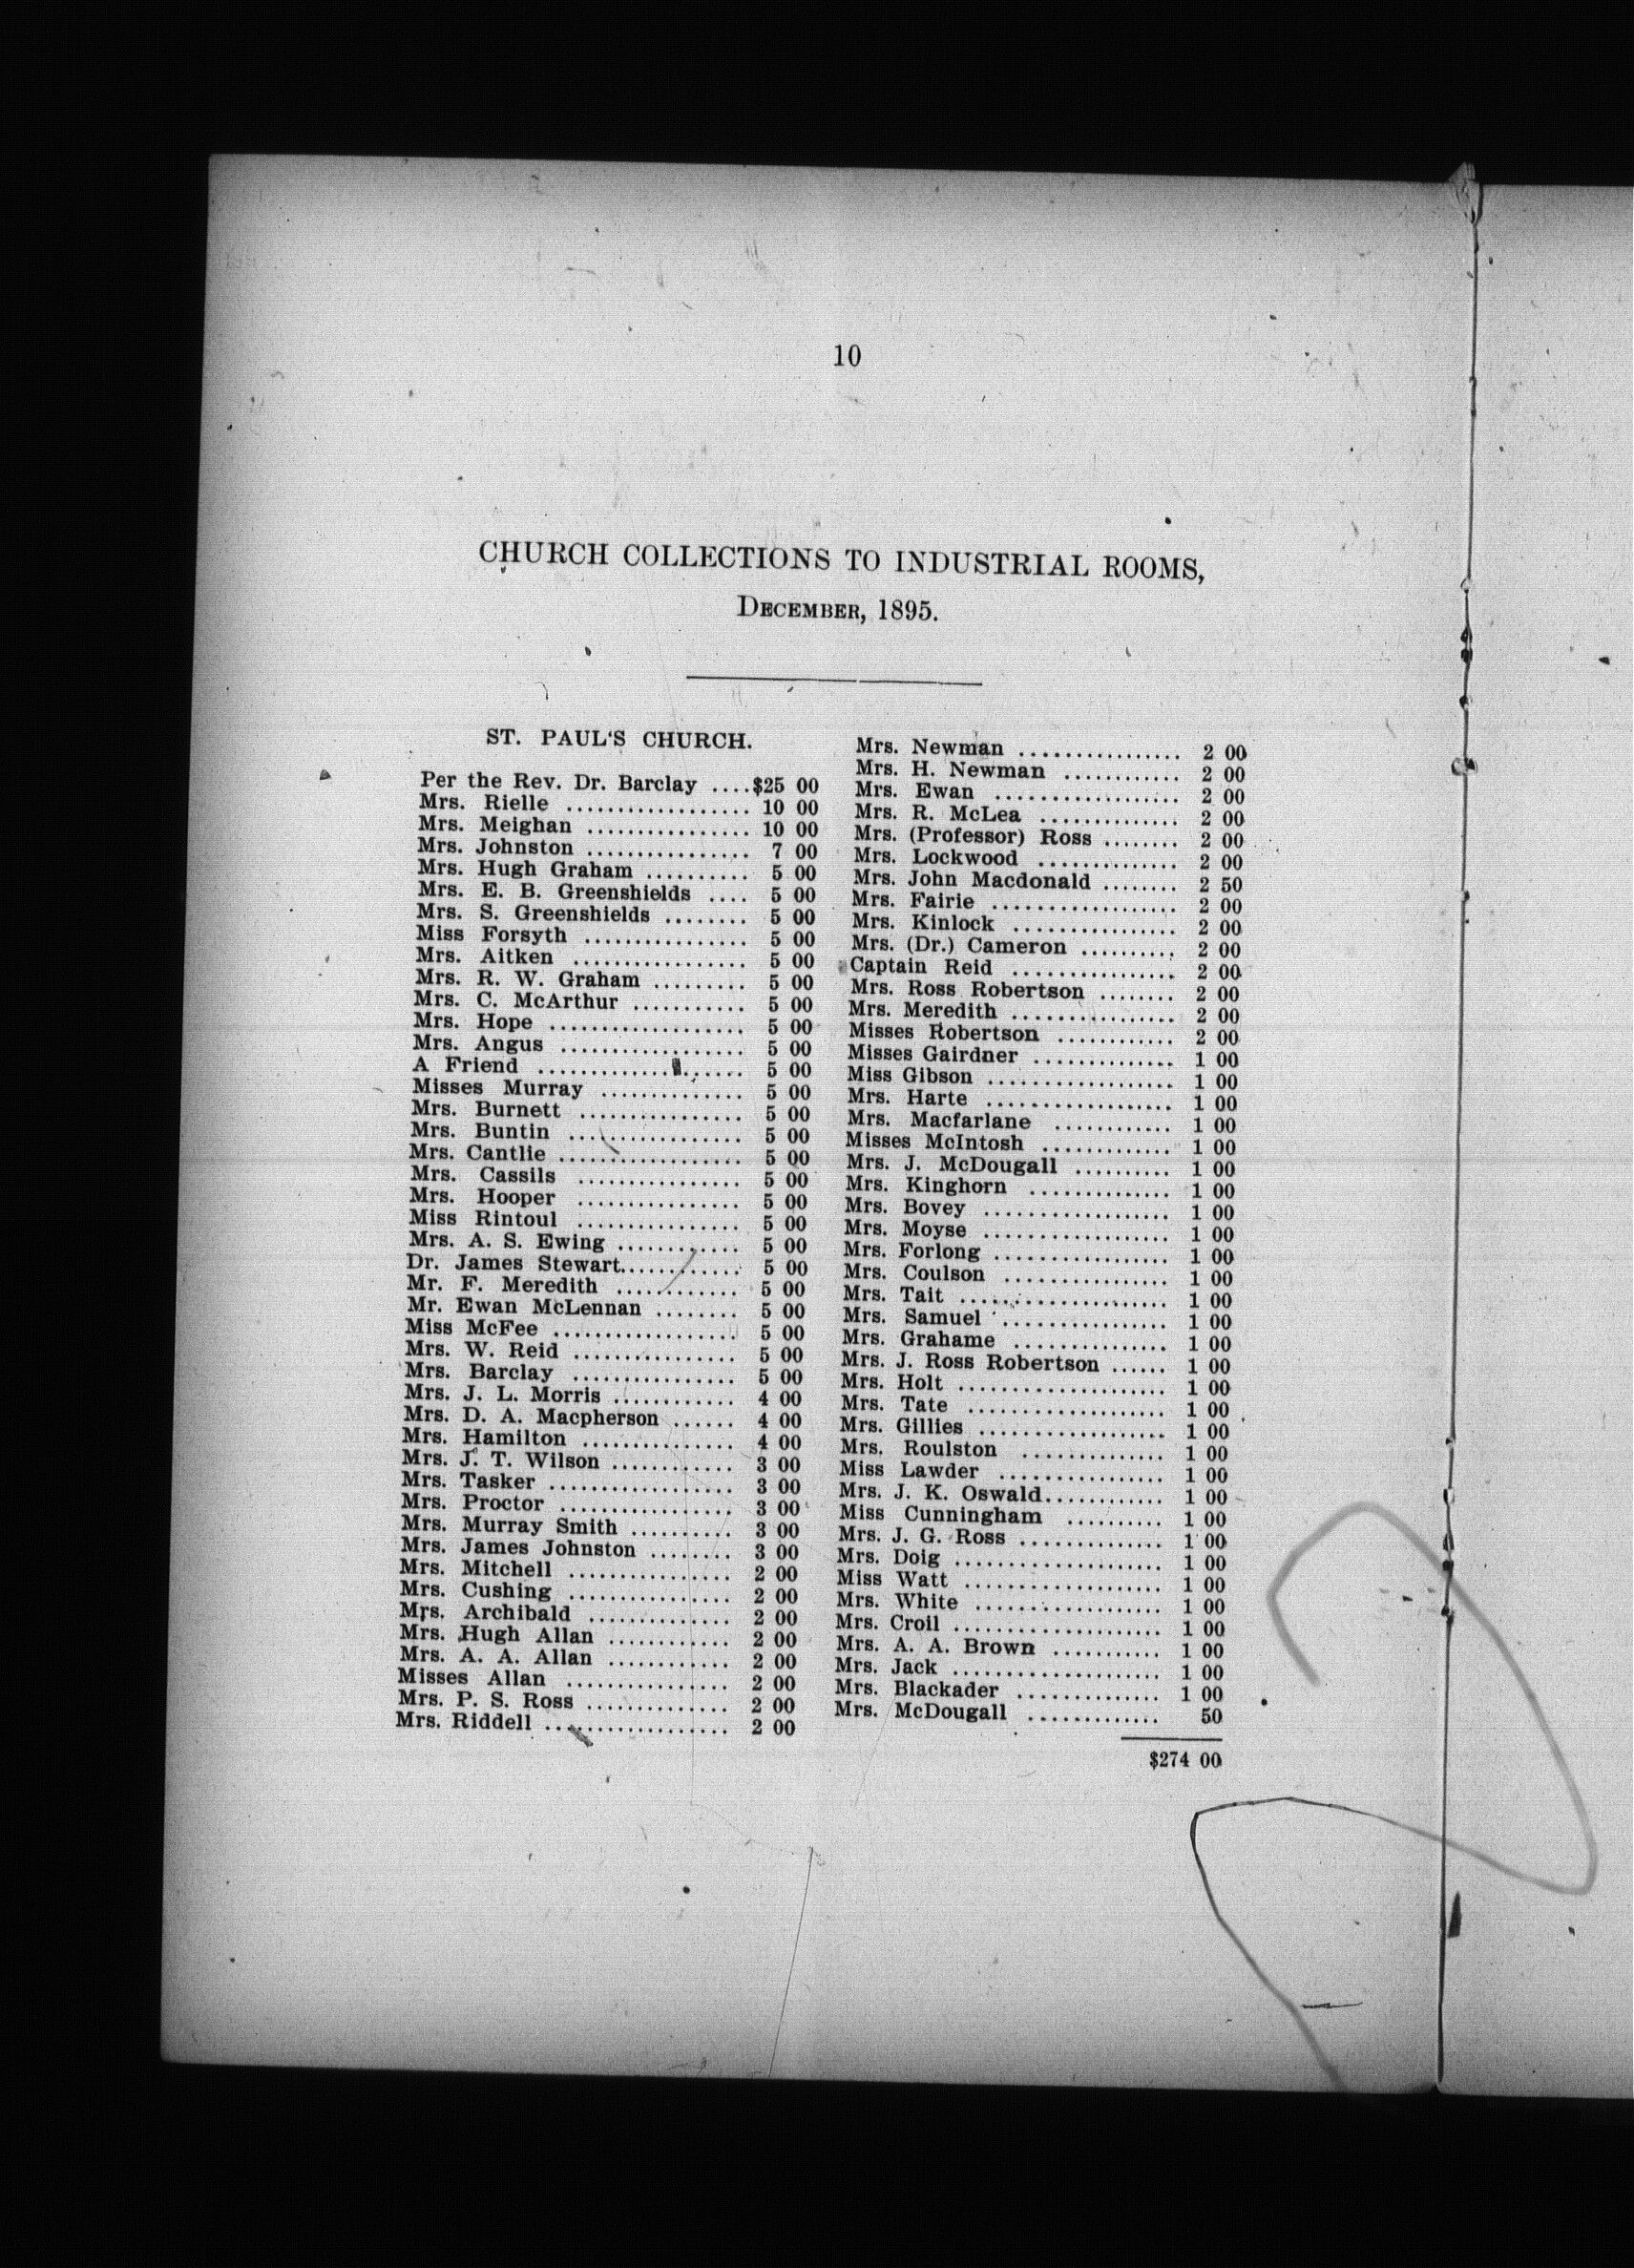 10
CHURCH COLLECTIONS TO INDUSTRIAL ROOMS,
DECEMBER, 1895.
ST. PAUL'S CHURCH.
Per the Rev. Dr. Barclay ....$25 00
Mrs. Rielle .................. 10 00
Mrs. Meighan ................ 10 00
Mrs. Johnston ................ 7 00
Mrs. Hugh Graham .......... 5 00
Mrs. E. B. Greenshields .... 5 00
Mrs. S. Greenshields ........ 5 00
Miss Forsyth ................ 5 00
Mrs. Aitken ................. 5 00
Mrs. R. W. Graham ......... 5 00
Mrs. C. McArthur ........... 5 00
Mrs. Hope ................... 5 00
Mrs. Angus .................. 5 00
A Friend .................... 5 00
Misses Murray .............. 5 00
Mrs. Burnett ................ 5 00
Mrs. Buntin ................. 5 00
Mrs. Cantlie .................. 5 00
Mrs. Cassils ................ 5 00
Mrs. Hooper ................ 5 00
Miss Rintoul ................ 5 00
Mrs. A. S. Ewing ............ 5 00
Dr. James Stewart............ 5 00
Mr. F. Meredith ............ 5 00
Mr. Ewan McLennan ........ 5 00
Miss McFee .................. 5 00
Mrs. W. Reid ................ 5 00
Mrs. Barclay ................ 5 00
Mrs. J. L. Morris ............ 4 00
Mrs. D. A. Macpherson ...... 4 00
Mrs. Hamilton ............... 4 00
Mrs. J. T. Wilson ............ 3 00
Mrs. Tasker .................. 3 00
Mrs. Proctor ................. 3 00
Mrs. Murray Smith .......... 3 00
Mrs. James Johnston ........ 3 00
Mrs. Mitchell ................ 2 00
Mrs. Cushing ................ 2 00
Mrs. Archibald .............. 2 00
Mrs. Hugh Allan ............ 2 00
Mrs. A. A. Allan ............ 2 00
Misses Allan ................ 2 00
Mrs. P. S. Ross .............. 2 00
Mrs. Riddell .................. 2 00
Mrs. Newman ................ 2 00
Mrs. H. Newman ............ 2 00
Mrs. Ewan .................. 2 00
Mrs. R. McLea .............. 2 00
Mrs. (Professor) Ross ........ 2 00
Mrs. Lockwood .............. 2 00
Mrs. John Macdonald ........ 2 50
Mrs. Fairie .................. 2 00
Mrs. Kinlock ................ 2 00
Mrs. (Dr.) Cameron .......... 2 00
Captain Reid ................ 2 00
Mrs. Ross Robertson ........ 2 00
Mrs. Meredith ................ 2 00
Misses Robertson ............ 2 00
Misses Gairdner .............. 1 00
Miss Gibson .................. 1 00
Mrs. Harte .................. 1 00
Mrs. Macfarlane ............ 1 00
Misses McIntosh ............. 1 00
Mrs. J. McDougall .......... 1 00
Mrs. Kinghorn .............. 1 00
Mrs. Bovey .................. 1 00
Mrs. Moyse .................. 1 00
Mrs. Forlong ................. 1 00
Mrs. Coulson ................ 1 00
Mrs. Tait .................... 1 00
Mrs. Samuel ................ 1 00
Mrs. Grahame ............... 1 00
Mrs. J. Ross Robertson ...... 1 00
Mrs. Holt .................... 1 00
Mrs. Tate ................... 1 00
Mrs. Gillies .................. 1 00
Mrs. Roulston .............. 1 00
Miss Lawder ................ 1 00
Mrs. J. K. Oswald............ 1 00
Miss Cunningham .......... 1 00
Mrs. J. G. Ross .............. 1 00
Mrs. Doig .................... 1 00
Miss Watt ................... 1 00
Mrs. White .................. 1 00
Mrs. Croil .................... 1 00
Mrs. A. A. Brown ........... 1 00
Mrs. Jack .................... 1 00
Mrs. Blackader .............. 1 00
Mrs. McDougall ............. 50
$274 00